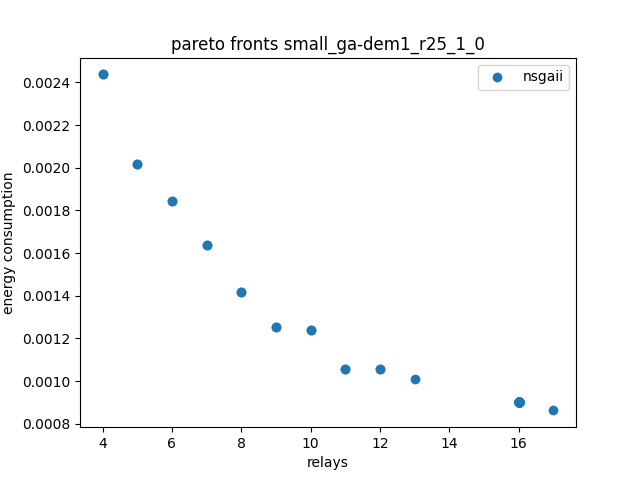 pareto fronts small_ga-dem1_r25_1_0
nsgaii
energy consumption
0.0024
0.0022
0.0020
0.0018
0.0016
0.0014
0.0012
0.0010
0.0008
4 6 8 10 12 14 16
relays